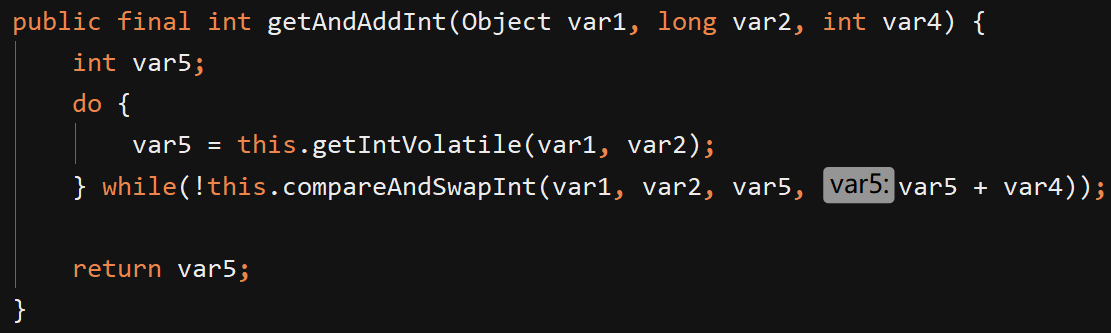 public final int getAndAddInt(Object var1, long var2, int var4) {
int var5;
do {
var5 = this.getIntVolatile(var1, var2);
} while(!this.compareAndSwapInt(var1, var2, var5, var5: var5 + var4));
return var5;
}